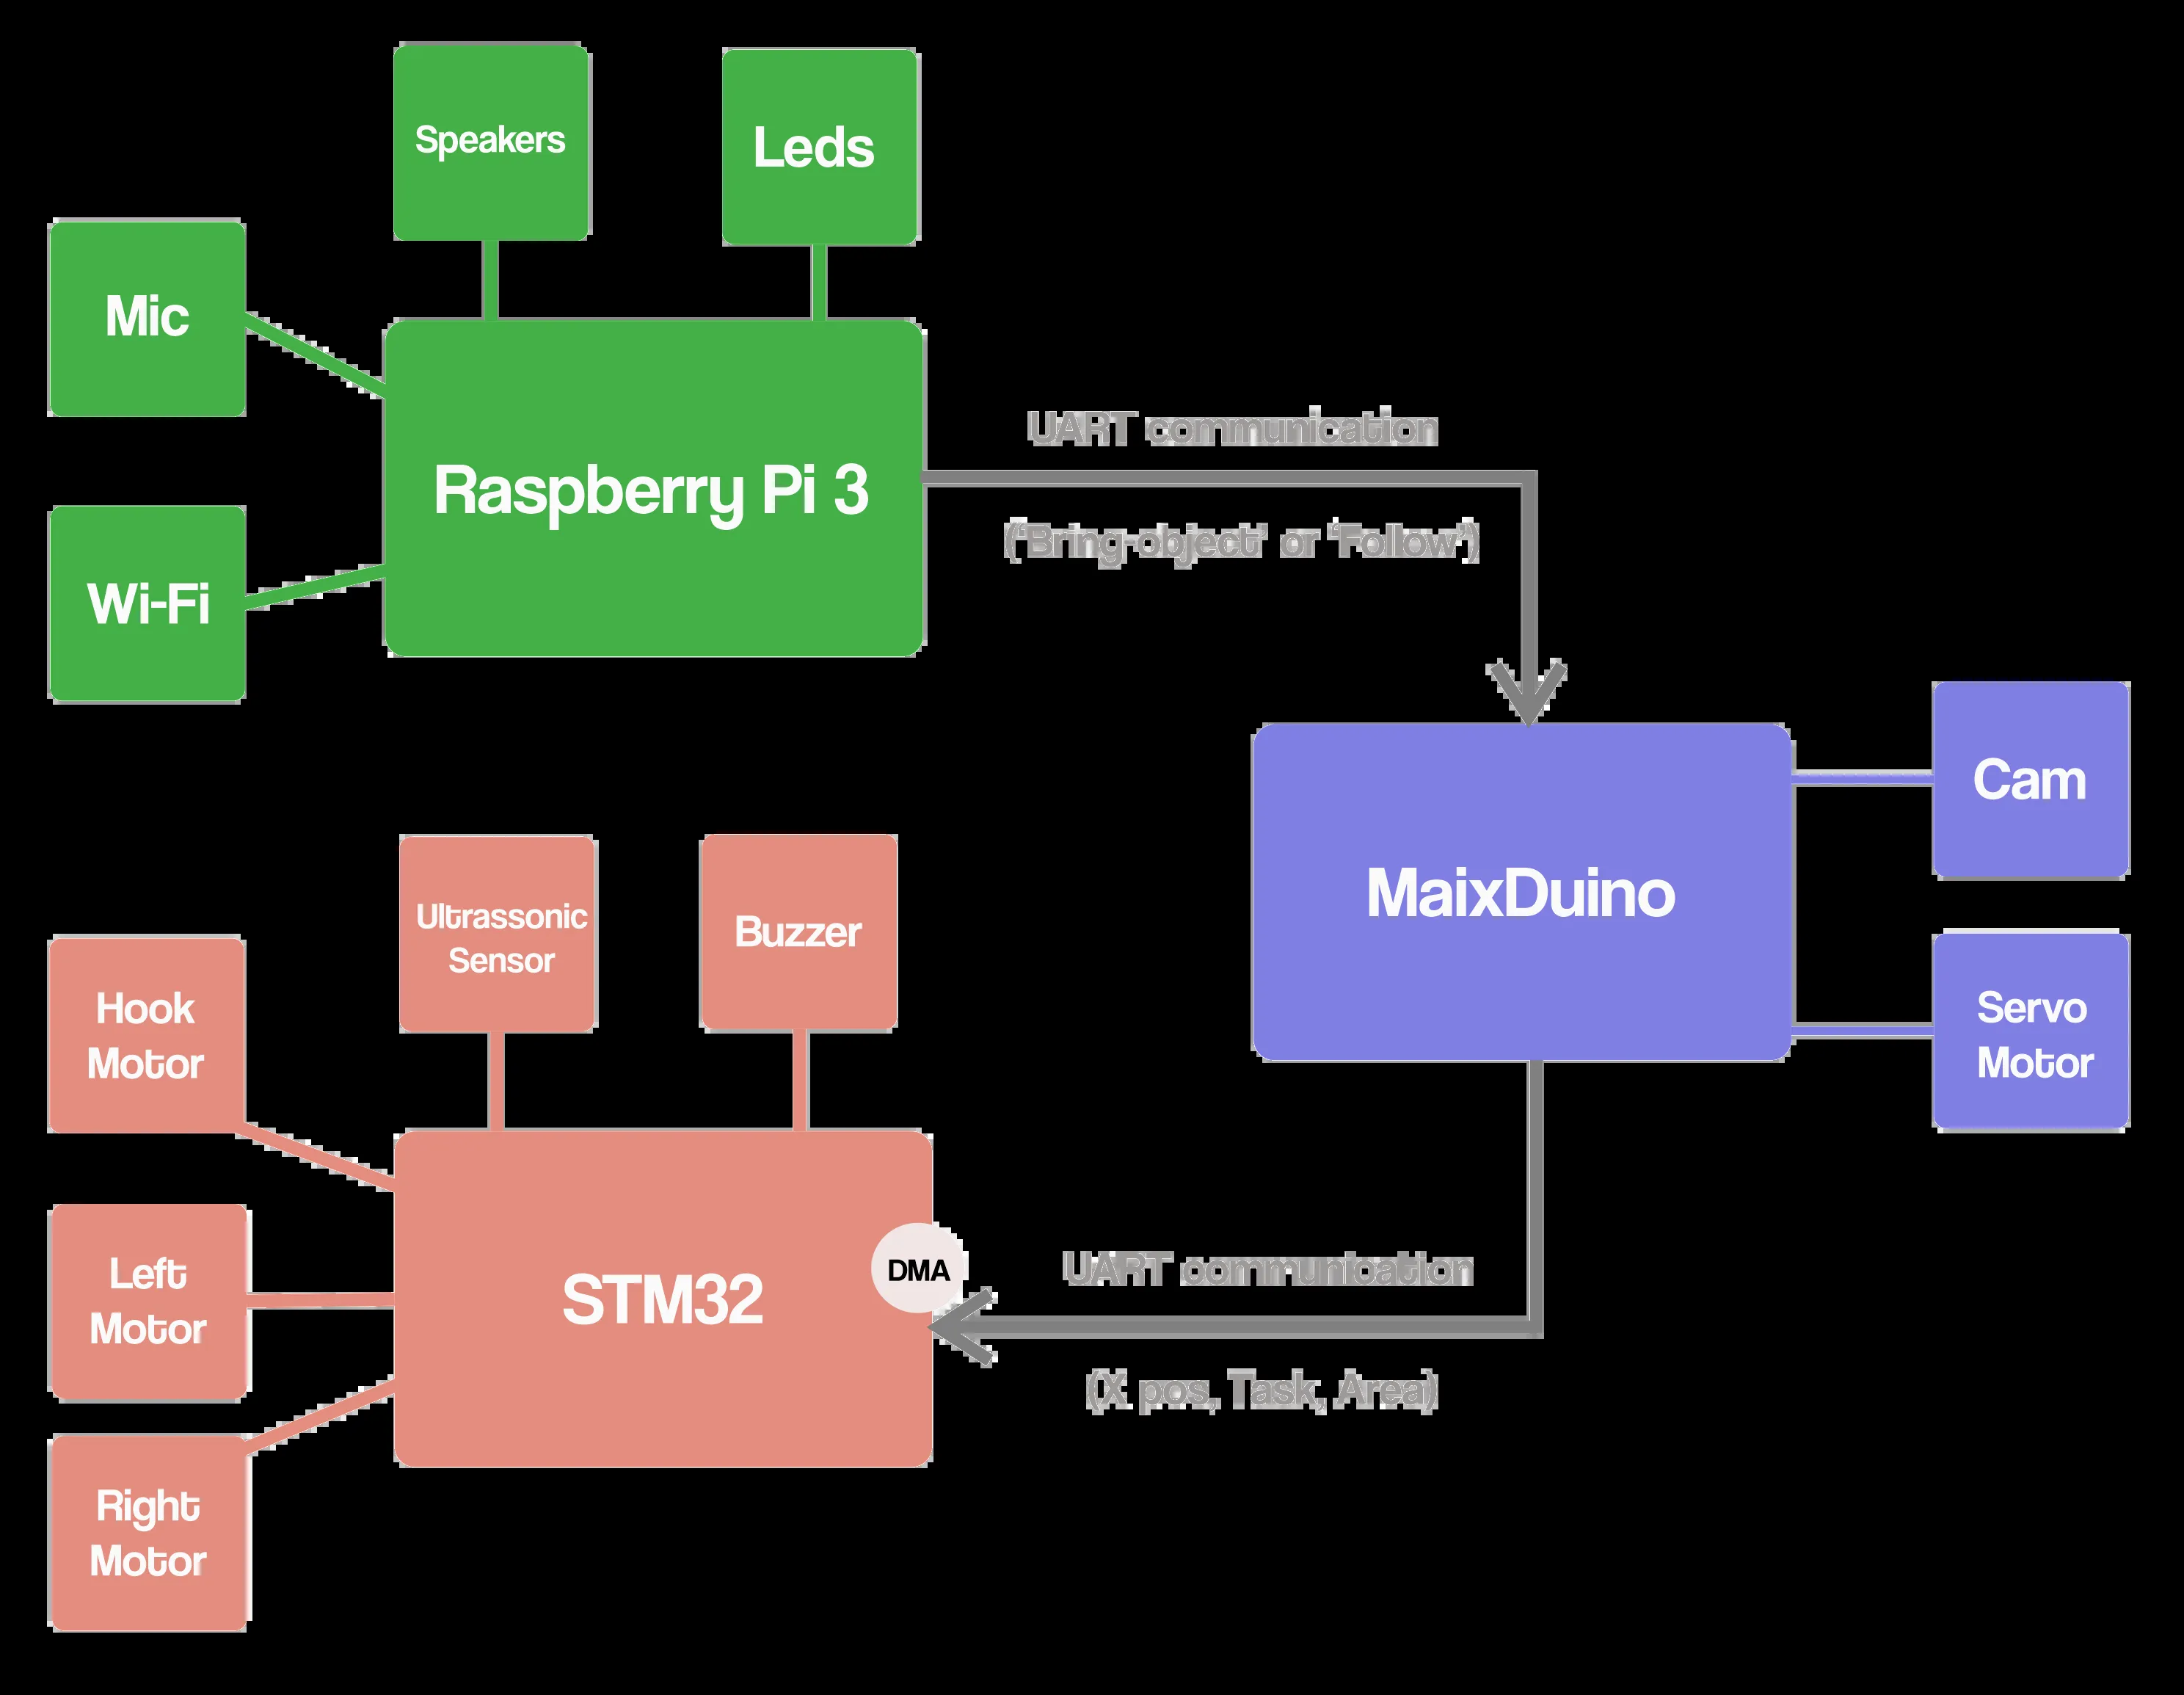 Speakers
Leds
Mic
UART communication
Raspberry Pi 3
('Bring-object' or 'Follow')
Wi-Fi
Cam
MaixDuino
Ultrassonic
Sensor
Buzzer
Hook
Motor
Servo
Motor
Left
Motor
DMA
UART communication
STM32
(X pos, Task, Area)
Right
Motor